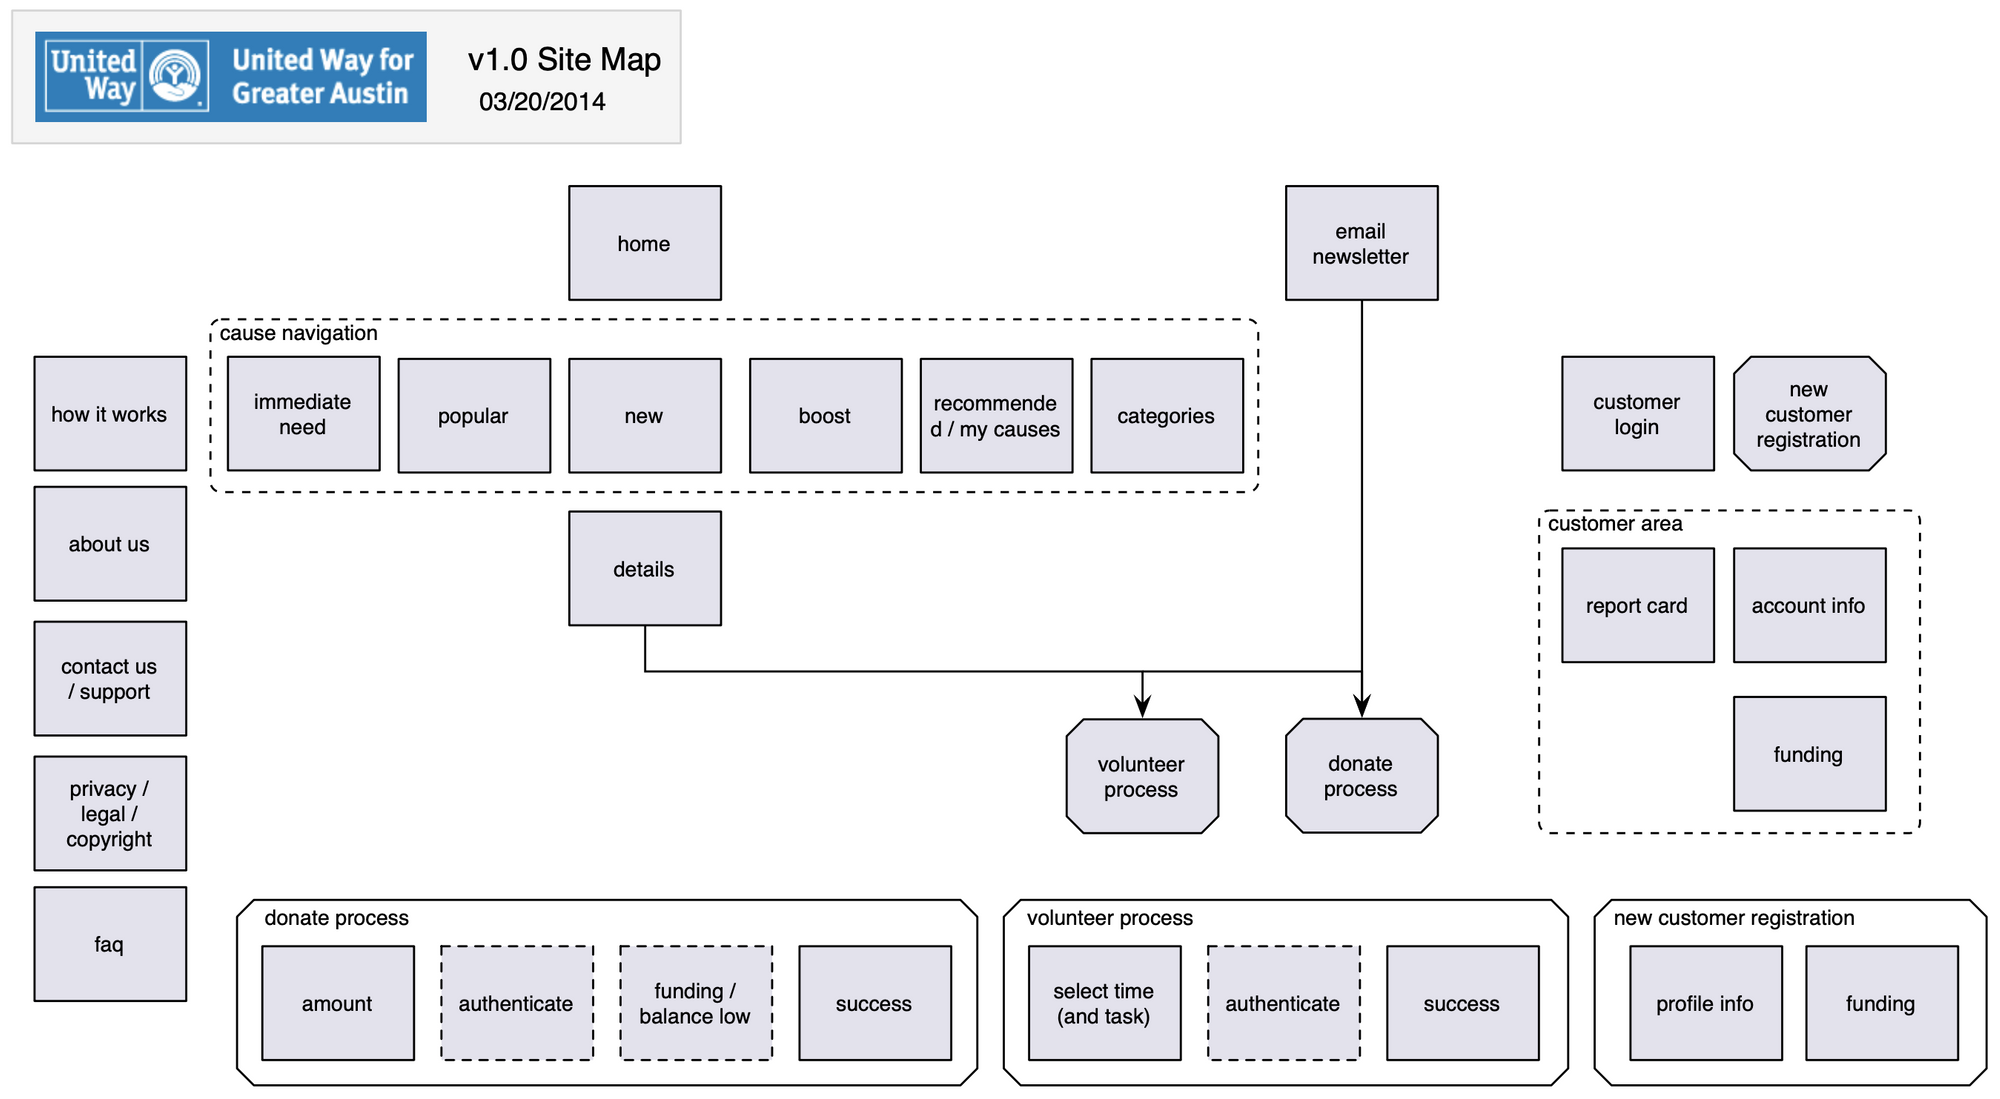 United
Way
United Way for
Greater Austin
v1.0 Site Map
03/20/2014
home
email
newsletter
cause navigation
how it works
immediate
need
popular
new
boost
recommende
d / my causes
categories
customer
login
new
customer
registration
about us
details
customer area
report card
account info
contact us
/ support
funding
volunteer
process
donate
process
privacy /
legal /
copyright
faq
donate process
amount
authenticate
funding /
balance low
success
volunteer process
select time
(and task)
authenticate
success
new customer registration
profile info
funding